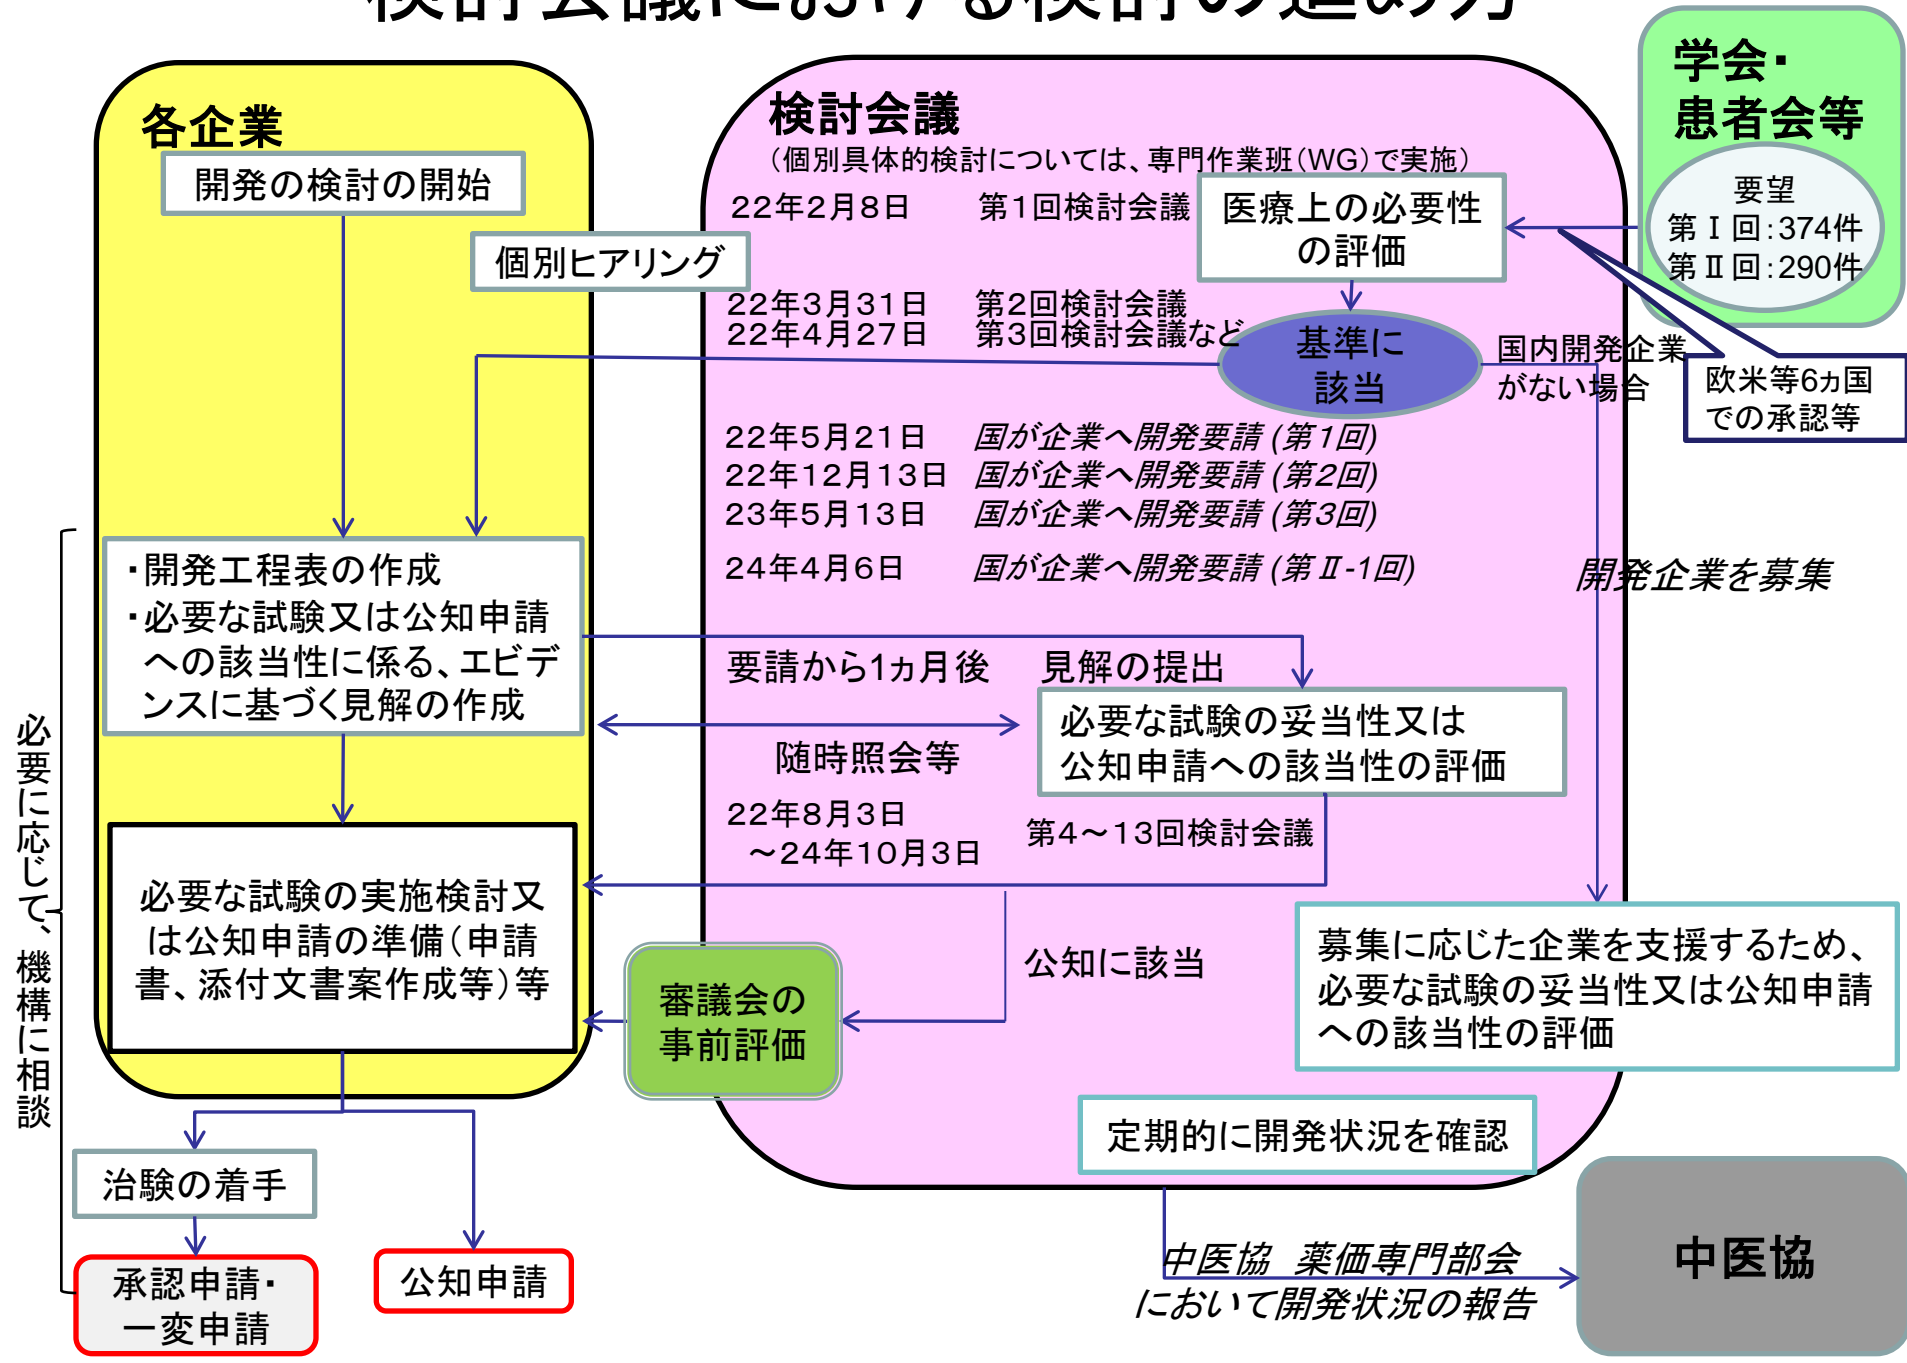 検討会議における検討の進め方
各企業
開発の検討の開始
個別ヒアリング
・開発工程表の作成
・必要な試験又は公知申請
への該当性に係る、エビデ
ンスに基づく見解の作成
必要な試験の実施検討又
は公知申請の準備（申請
書、添付文書案作成等）等
必要に応じて、機構に相談
治験の着手
承認申請・
一変申請
公知申請
検討会議
（個別具体的検討については、専門作業班（WG）で実施）
22年2月8日 第1回検討会議
医療上の必要性
の評価
22年3月31日 第2回検討会議
22年4月27日 第3回検討会議など
基準に
該当
国内開発企業
がない場合
22年5月21日 国が企業へ開発要請 (第1回)
22年12月13日 国が企業へ開発要請 (第2回)
23年5月13日 国が企業へ開発要請 (第3回)
24年4月6日 国が企業へ開発要請 (第Ⅱ-1回)
開発企業を募集
要請から1ヵ月後 見解の提出
必要な試験の妥当性又は
公知申請への該当性の評価
随時照会等
22年8月3日
～24年10月3日
第4～13回検討会議
公知に該当
審議会の
事前評価
募集に応じた企業を支援するため、
必要な試験の妥当性又は公知申請
への該当性の評価
定期的に開発状況を確認
中医協 薬価専門部会
において開発状況の報告
中医協
学会・
患者会等
要望
第Ⅰ回：374件
第Ⅱ回：290件
欧米等6ヵ国
での承認等